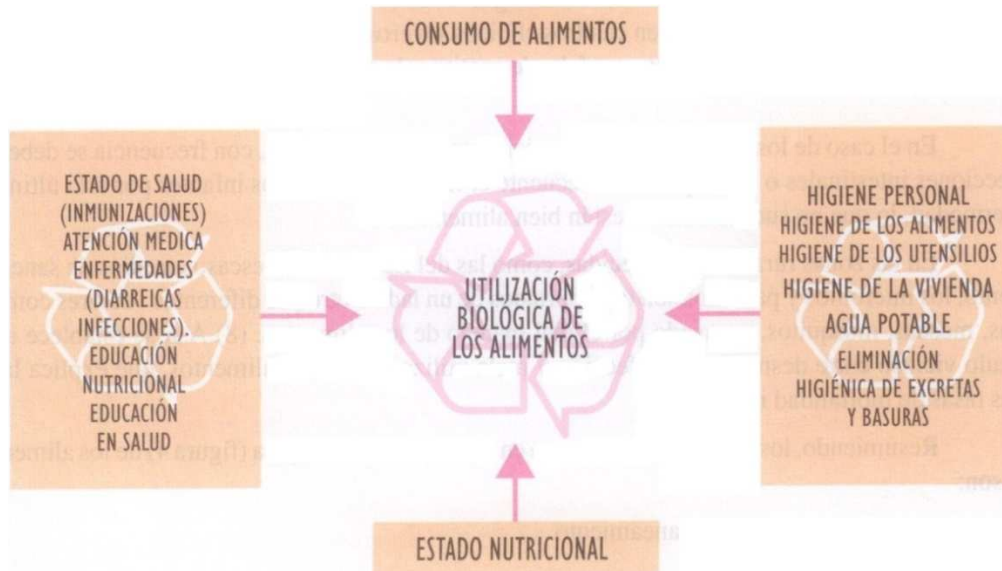 CONSUMO DE ALIMENTOS
ESTADO DE SALUD
(INMUNIZACIONES)
ATENCIÓN MEDICA
ENFERMEDADES
(DIARREICAS
INFECCIONES).
EDUCACIÓN
NUTRICIONAL
EDUCACIÓN
EN SALUD
UTILIZACIÓN
BIOLÓGICA DE
LOS ALIMENTOS
HIGIENE PERSONAL
HIGIENE DE LOS ALIMENTOS
HIGIENE DE LOS UTENSILIOS
HIGIENE DE LA VIVIENDA
AGUA POTABLE
ELIMINACIÓN
HIGIÉNICA DE EXCRETAS
Y BASURAS
ESTADO NUTRICIONAL